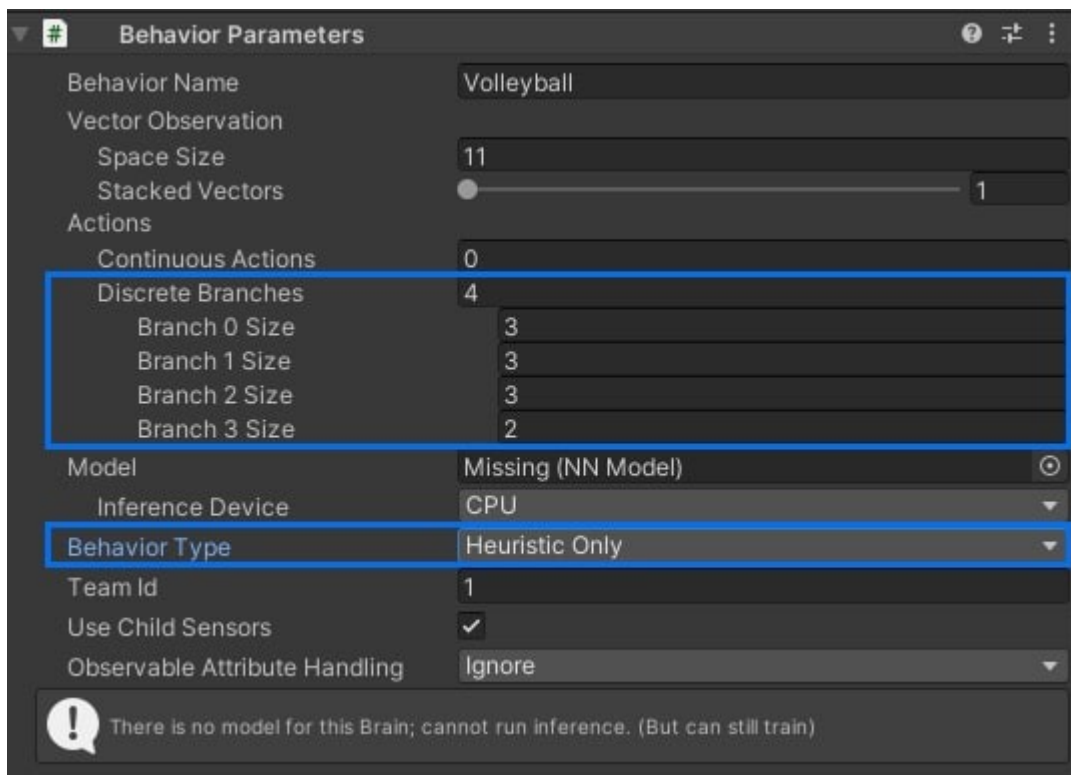 # Behavior Parameters
Behavior Name Volleyball
Vector Observation
Space Size 11
Stacked Vectors 1
Actions
Continuous Actions 0
Discrete Branches 4
Branch 0 Size 3
Branch 1 Size 3
Branch 2 Size 3
Branch 3 Size 2
Model Missing (NN Model)
Inference Device CPU
Behavior Type Heuristic Only
Team Id 1
Use Child Sensors
Observable Attribute Handling Ignore
There is no model for this Brain; cannot run inference. (But can still train)